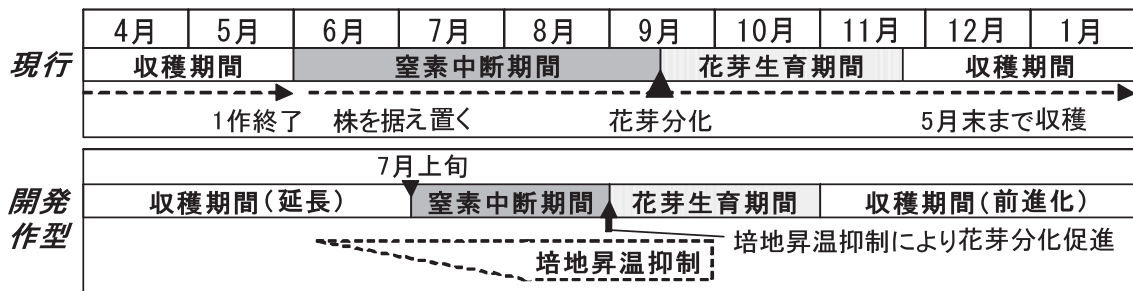 4月 5月 6月 7月 8月 9月 10月 11月 12月 1月
現行 収穫期間 窒素中断期間 花芽生育期間 収穫期間
1作終了 株を据え置く 花芽分化 5月末まで収穫
7月上旬
開発作型 収穫期間(延長) 窒素中断期間 花芽生育期間 収穫期間(前進化)
培地昇温抑制により花芽分化促進
培地昇温抑制